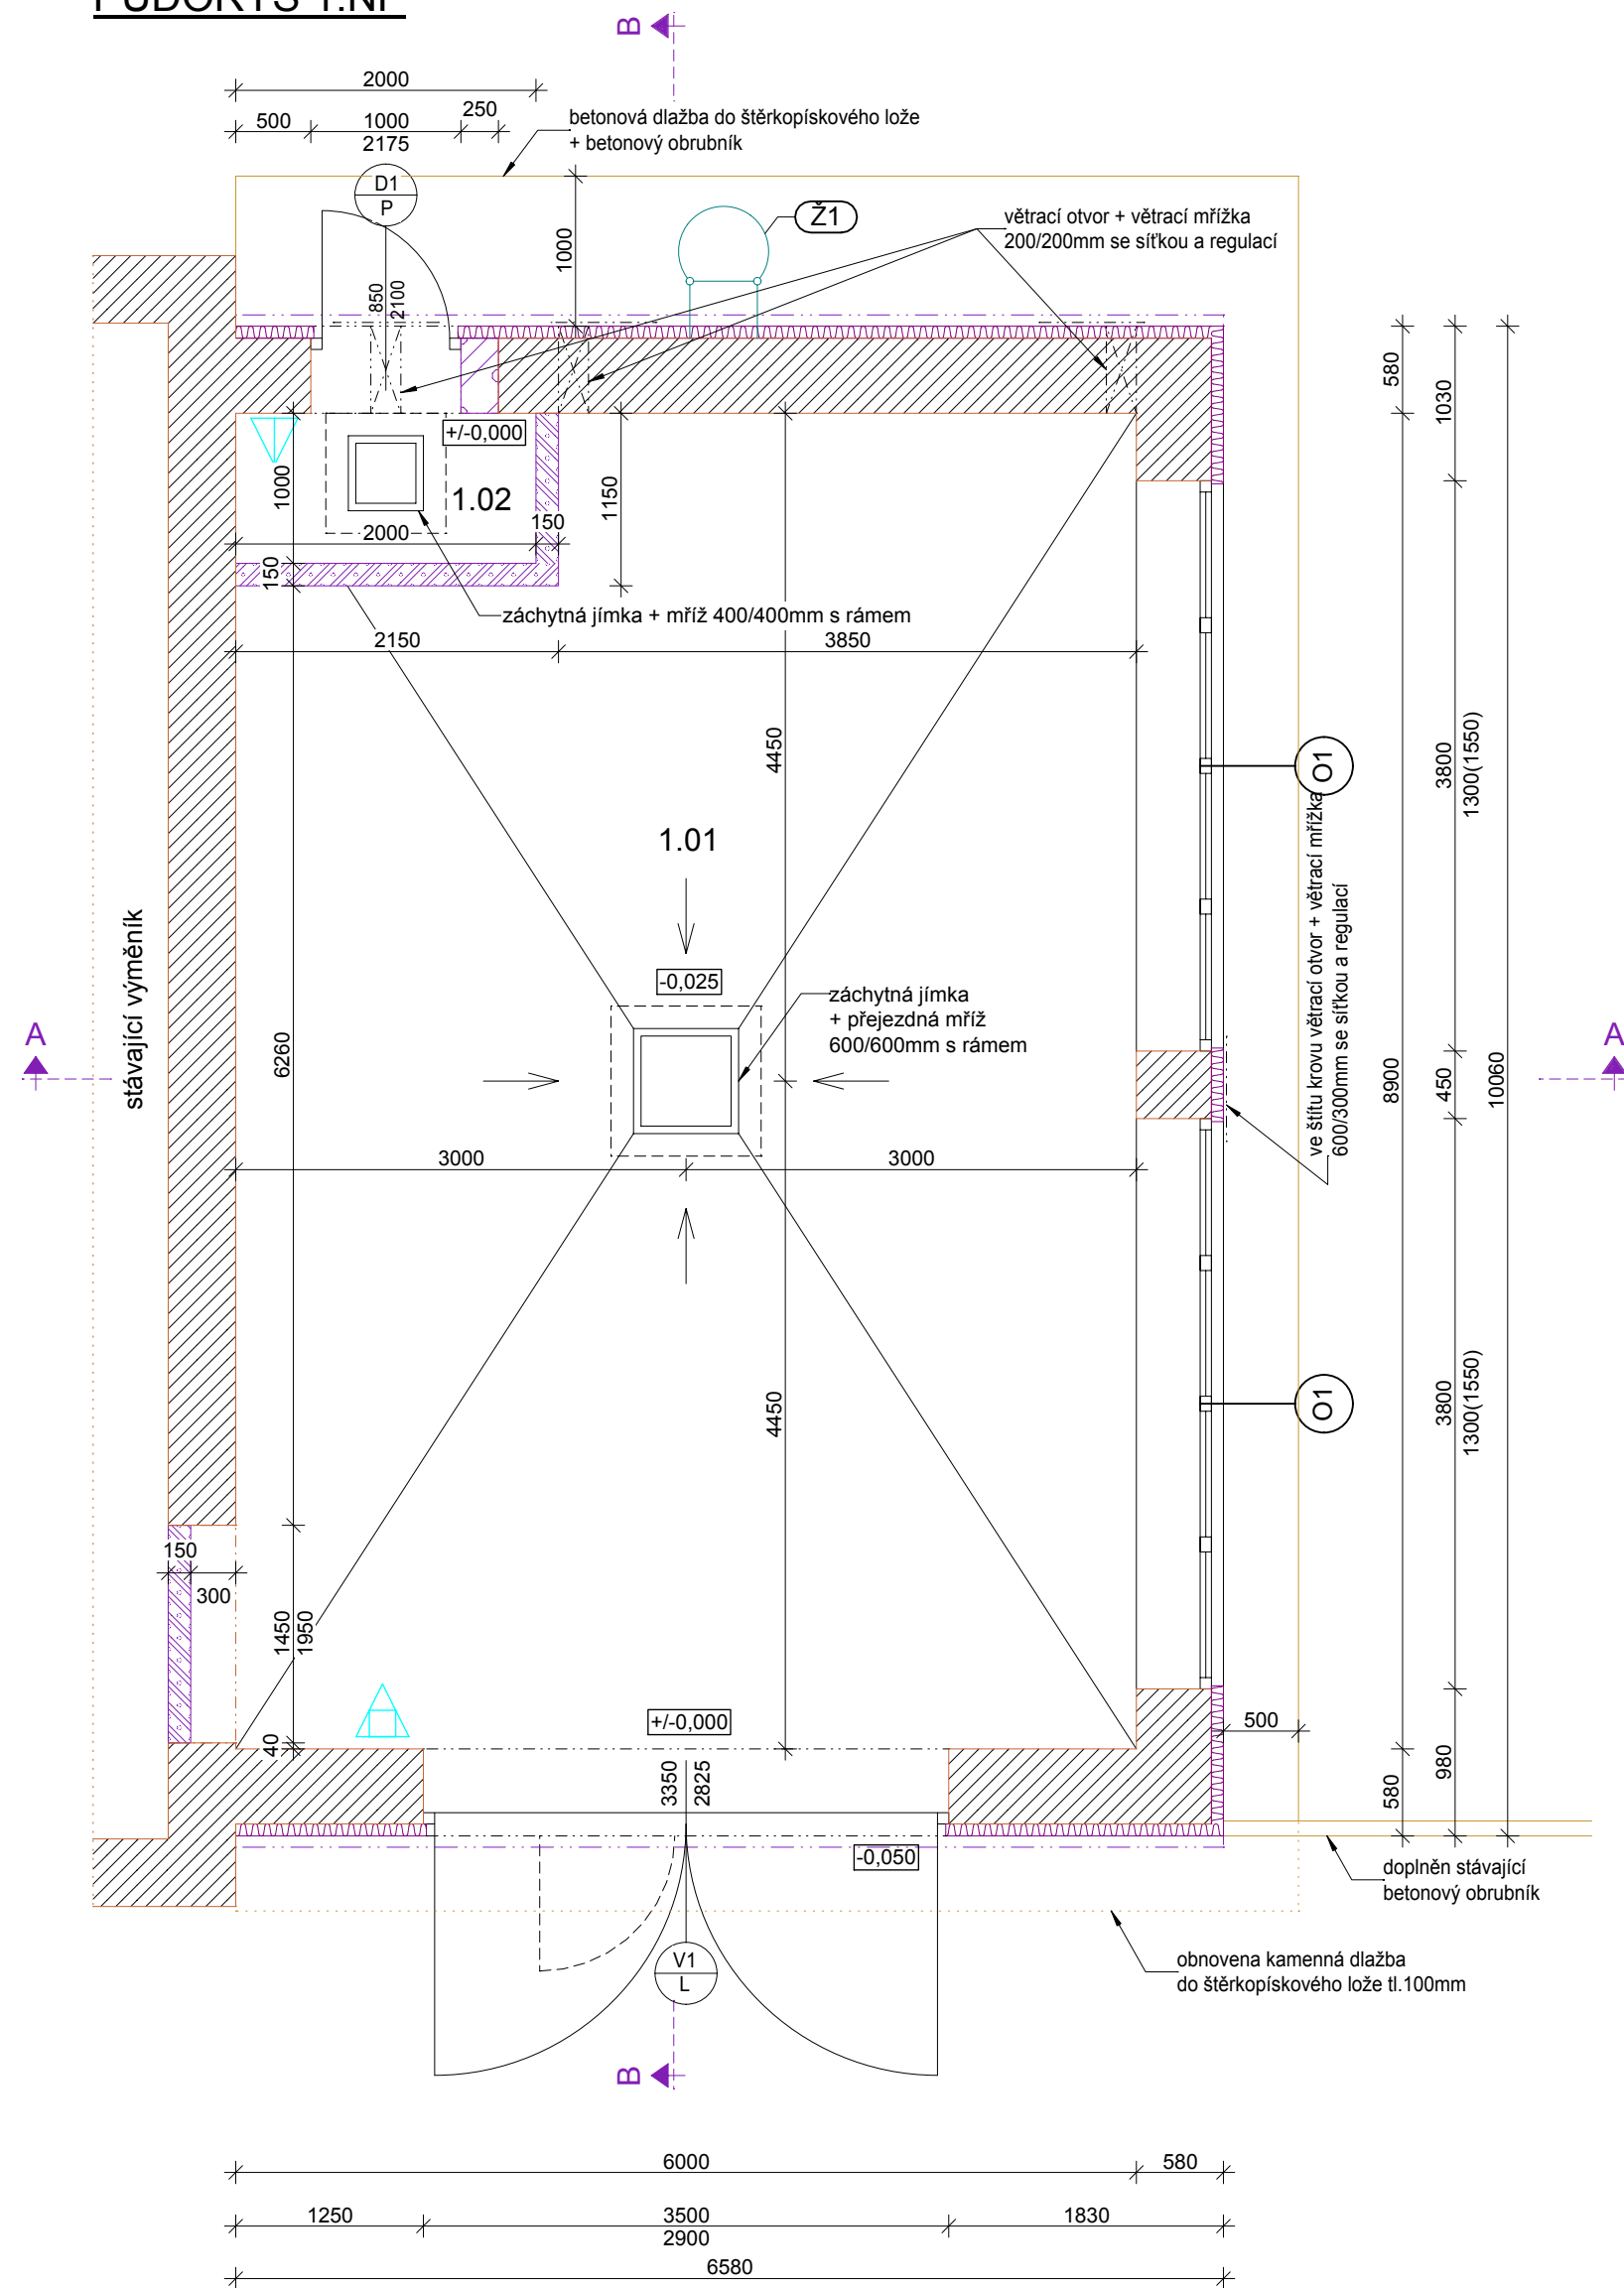 PŮDORYS 1.NP
B
2000
500
1000
250
2175
betonová dlažba do štěrkopískového lože
+ betonový obrubník
D1
P
Ž1
větrací otvor + větrací mřížka
200/200mm se síťkou a regulací
1000
850
2100
580
1030
+/-0,000
1000
1.02
1150
150
2000
150
záchytná jímka + mříž 400/400mm s rámem
2150
3850
4450
3800
1300(1550)
O1
1.01
ve štítu krovu větrací otvor + větrací mřížka
600/300mm se síťkou a regulací
stávající výměník
-0,025
záchytná jímka
+ přejezdná mříž
600/600mm s rámem
A
A
6260
8900
450
10060
3000
3000
4450
3800
1300(1550)
O1
150
300
1450
1950
40
+/-0,000
500
3350
2825
580
980
-0,050
doplněn stávající
betonový obrubník
V1
L
obnovena kamenná dlažba
do štěrkopískového lože tl.100mm
B
6000
580
1250
3500
1830
2900
6580